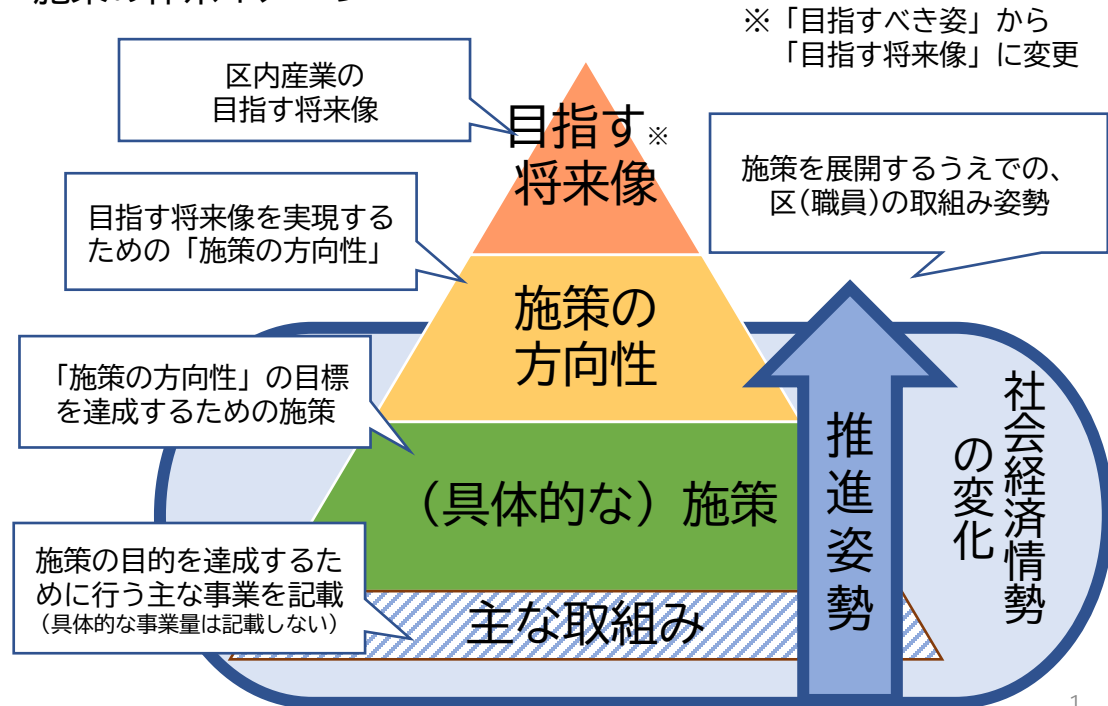 ※「目指すべき姿」から
「目指す将来像」に変更
区内産業の
目指す将来像
目指す※
将来像
施策を展開するうえでの、
区(職員)の取組み姿勢
目指す将来像を実現する
ための「施策の方向性」
施策の
方向性
「施策の方向性」の目標
を達成するための施策
（具体的な）施策
施策の目的を達成するた
めに行う主な事業を記載
（具体的な事業量は記載しない）
主な取組み
推進姿勢
社会経済情勢
の変化
1